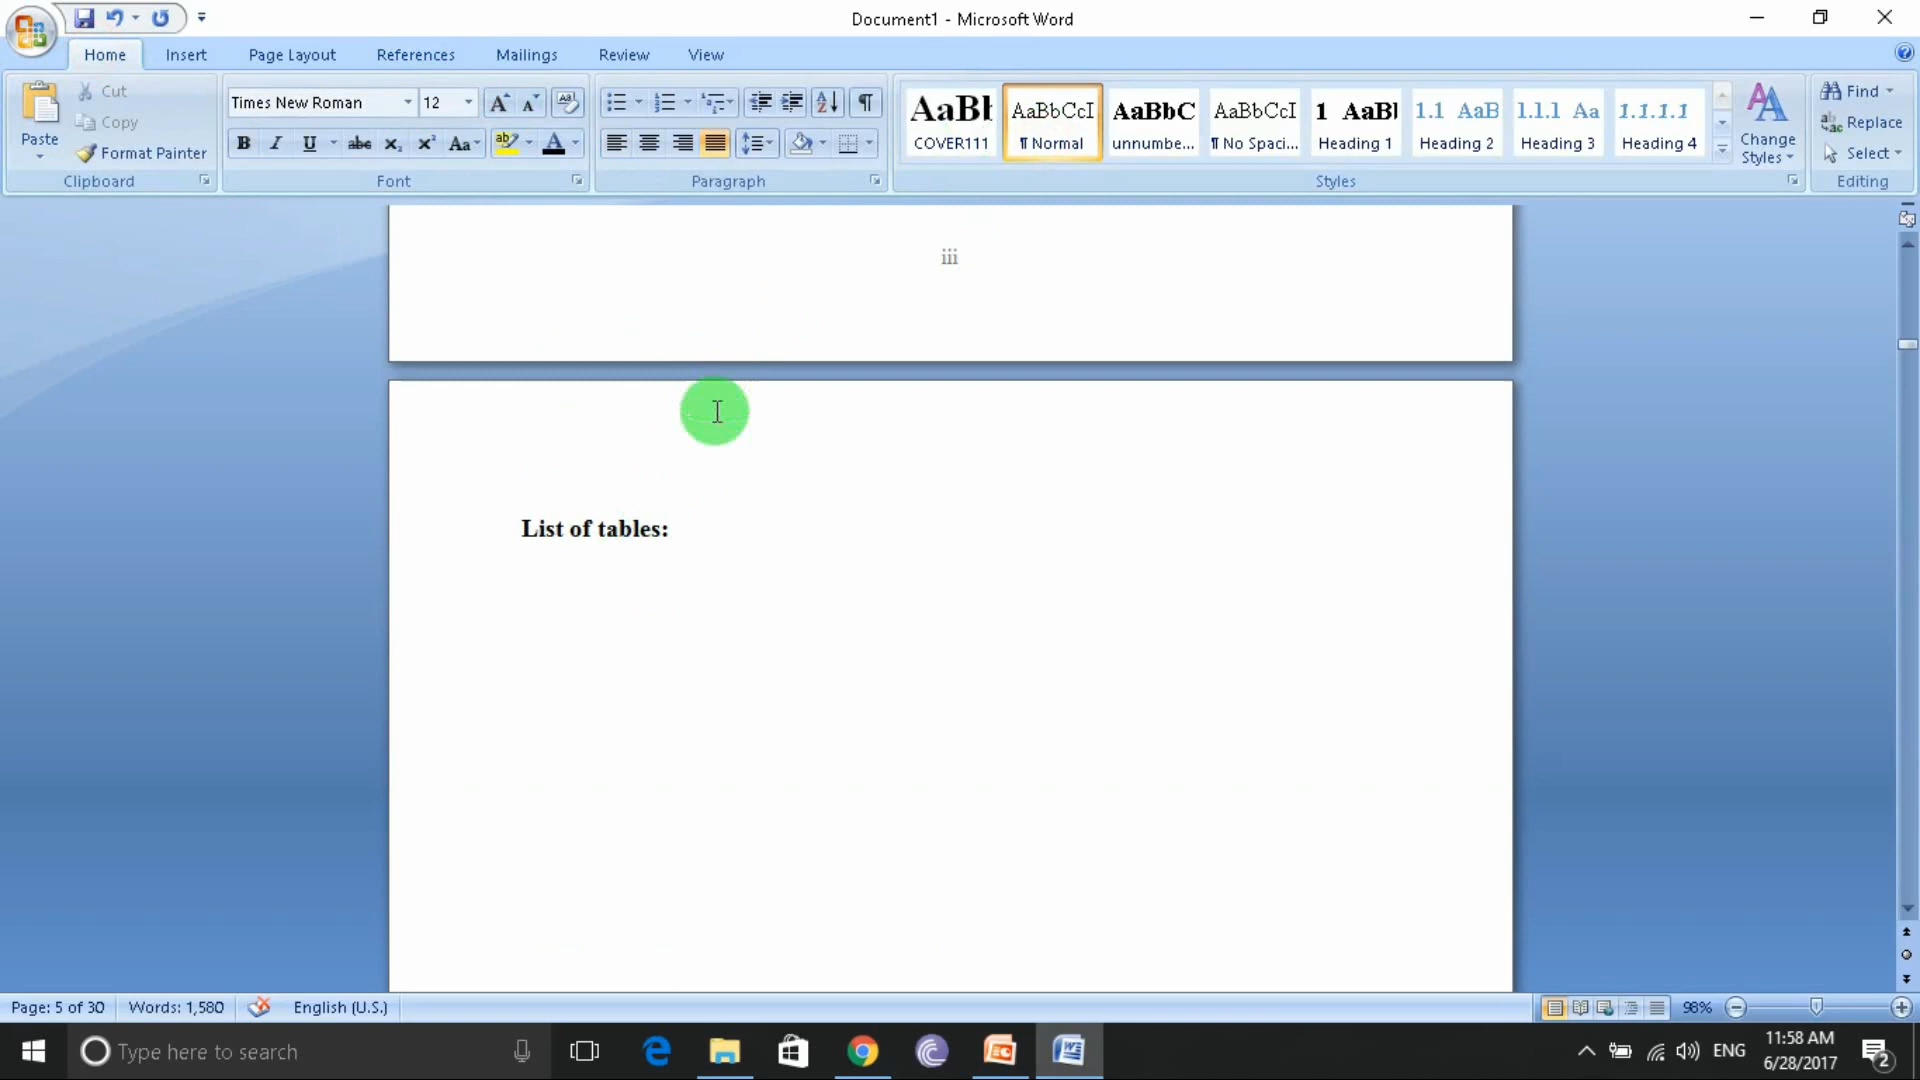 Document1 - Microsoft Word
Home Insert Page Layout References Mailings Review View
Paste
Cut
Copy
Format Painter
Clipboard
Times New Roman 12
B I U abc x₂ x² Aa ab A
Font
A Z ¶
Paragraph
AaBl AaBbCcI AaBbC AaBbCcI 1 AaBl 1.1 AaB 1.1.1 Aa 1.1.1.1
COVER111 ¶ Normal unnumbe... ¶ No Spaci... Heading 1 Heading 2 Heading 3 Heading 4
Styles
Change
Styles
Find
Replace
Select
Editing
iii
List of tables:
Page: 5 of 30 Words: 1,580 English (U.S.) 98%
Type here to search
ENG
11:58 AM
6/28/2017
2